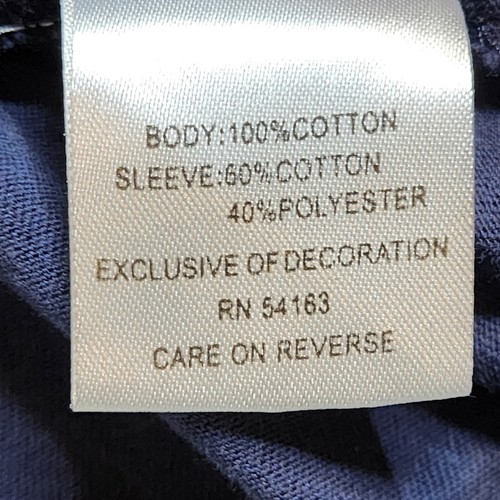 BODY:100%COTTON
SLEEVE:60%COTTON
40%POLYESTER
EXCLUSIVE OF DECORATION
RN 54163
CARE ON REVERSE